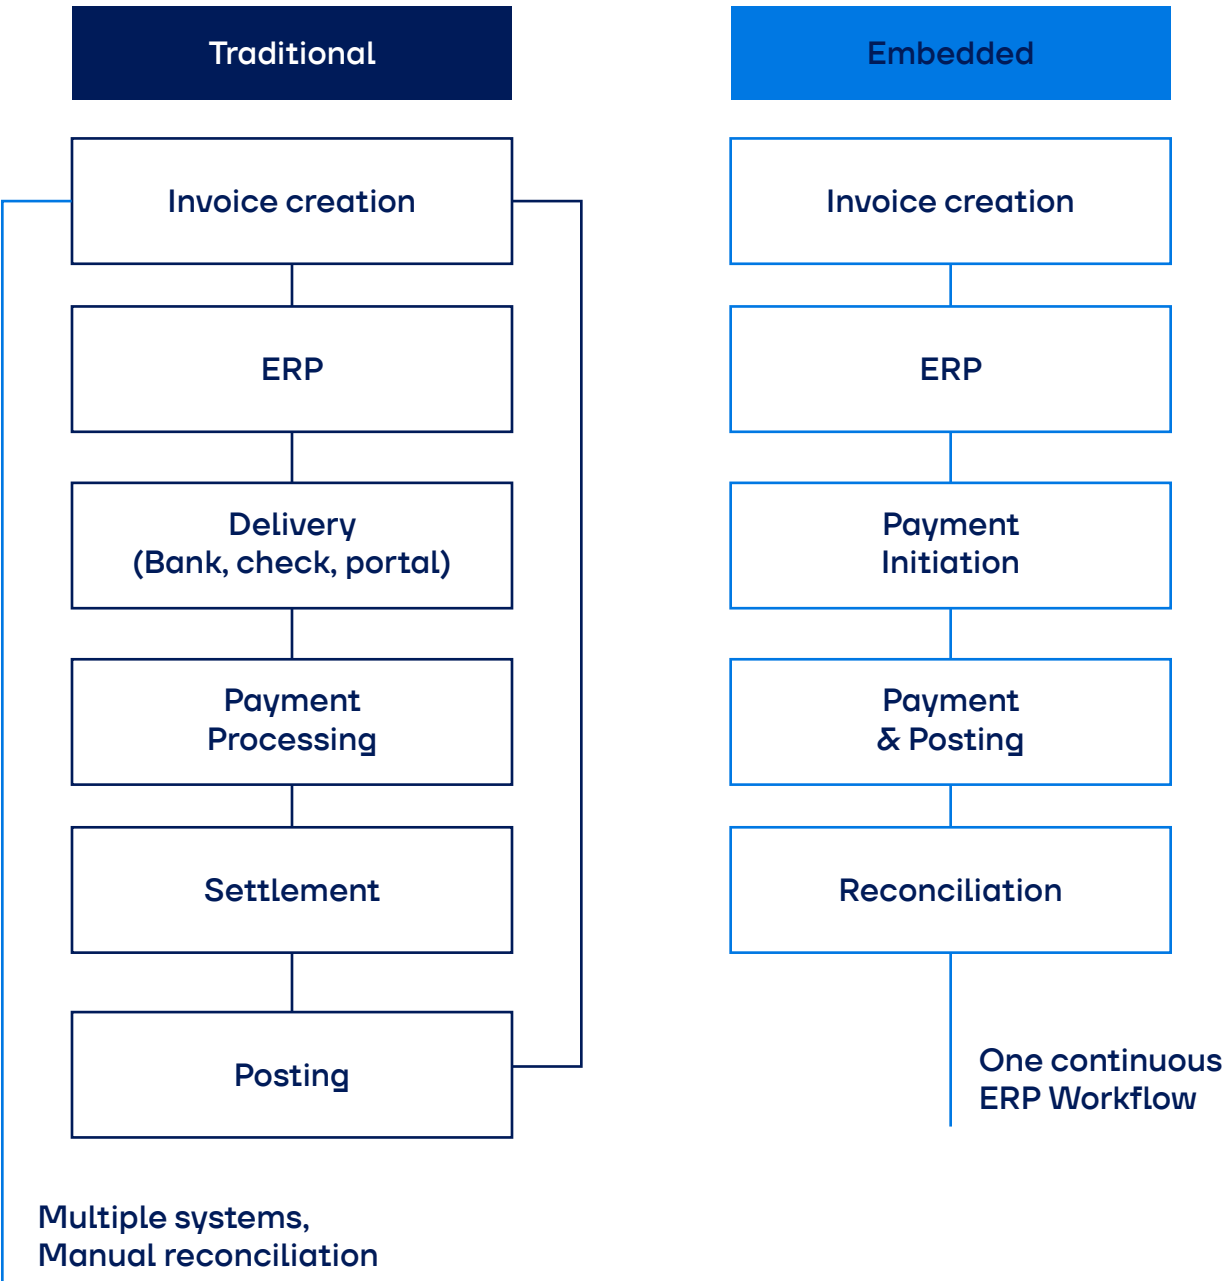 Traditional
Invoice creation
ERP
Delivery
(Bank, check, portal)
Payment
Processing
Settlement
Posting
Multiple systems,
Manual reconciliation
Embedded
Invoice creation
ERP
Payment
Initiation
Payment
& Posting
Reconciliation
One continuous
ERP Workflow